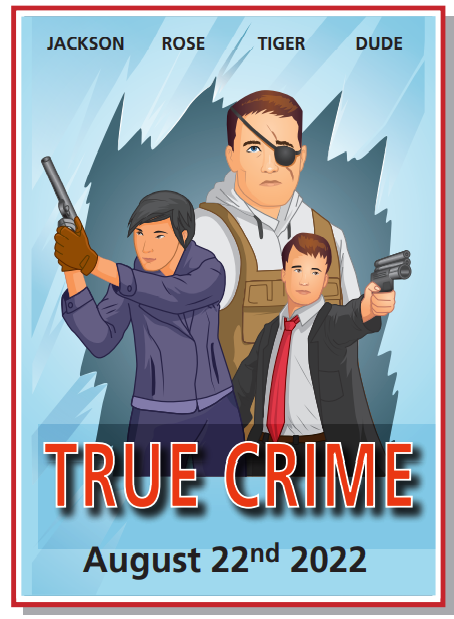 JACKSON ROSE TIGER DUDE
TRUE CRIME
August 22nd 2022